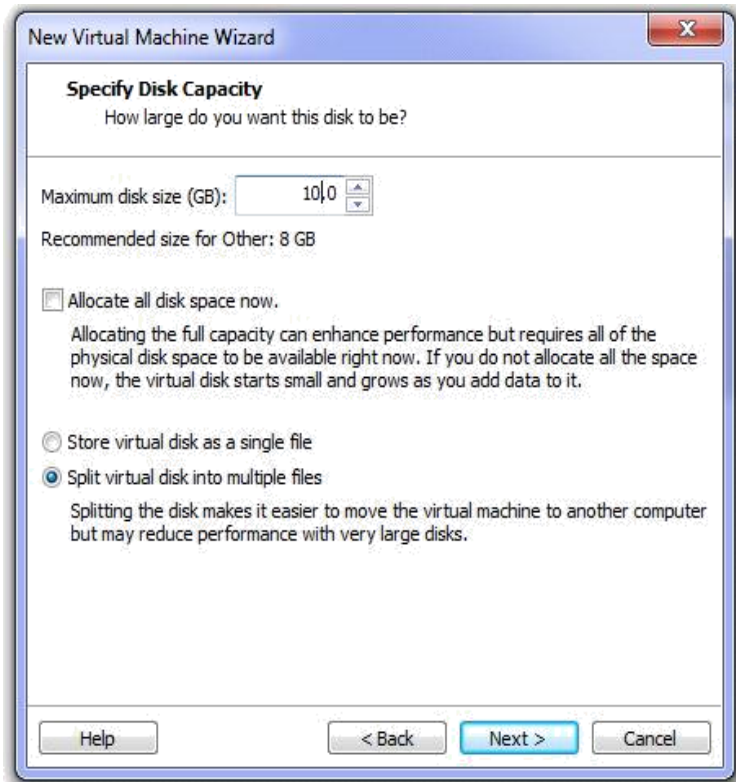 New Virtual Machine Wizard
X
Specify Disk Capacity
How large do you want this disk to be?
Maximum disk size (GB): 10.0
Recommended size for Other: 8 GB
Allocate all disk space now.
Allocating the full capacity can enhance performance but requires all of the
physical disk space to be available right now. If you do not allocate all the space
now, the virtual disk starts small and grows as you add data to it.
Store virtual disk as a single file
Split virtual disk into multiple files
Splitting the disk makes it easier to move the virtual machine to another computer
but may reduce performance with very large disks.
Help < Back Next > Cancel